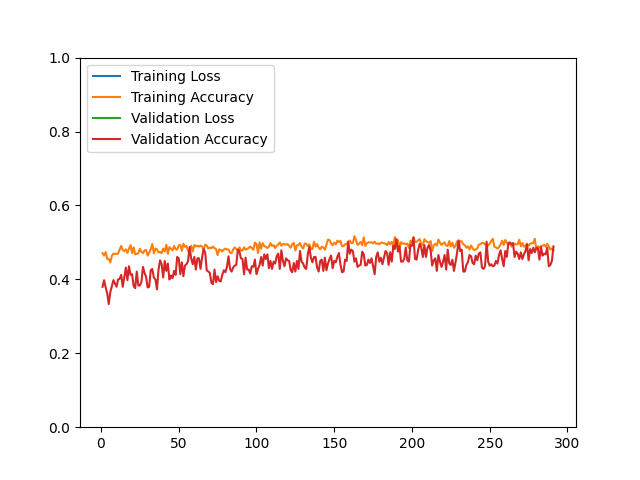 1.0
0.8
0.6
0.4
0.2
0.0
Training Loss
Training Accuracy
Validation Loss
Validation Accuracy
0 50 100 150 200 250 300